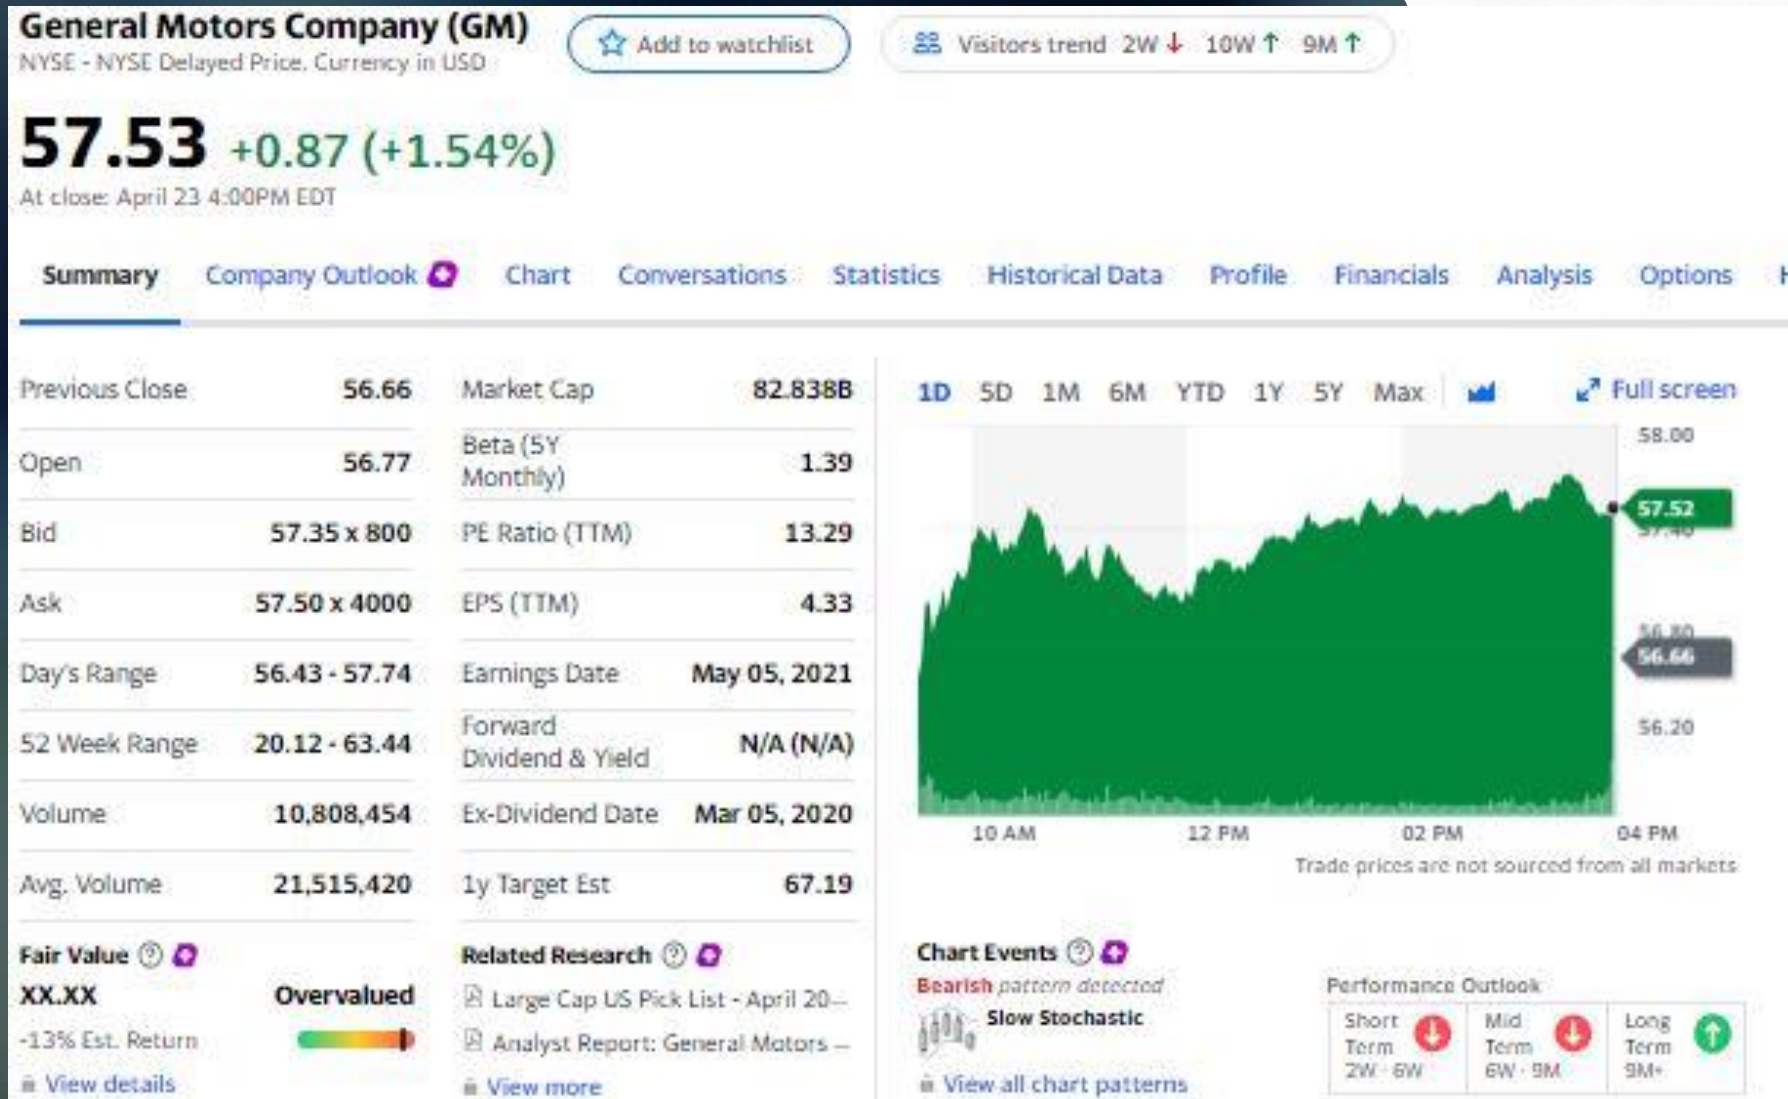 General Motors Company (GM)
Add to watchlist
Visitors trend 2W↓ 10W↑ 9M↑
NYSE - NYSE Delayed Price. Currency in USD
57.53 +0.87 (+1.54%)
At close: April 23 4:00PM EDT
Summary Company Outlook Chart Conversations Statistics Historical Data Profile Financials Analysis Options
Previous Close 56.66
Open 56.77
Bid 57.35 x 800
Ask 57.50 x 4000
Day's Range 56.43 - 57.74
52 Week Range 20.12 - 63.44
Volume 10,808,454
Avg. Volume 21,515,420
Market Cap 82.838B
Beta (5Y
Monthly) 1.39
PE Ratio (TTM) 13.29
EPS (TTM) 4.33
Earnings Date May 05, 2021
Forward
Dividend & Yield N/A (N/A)
Ex-Dividend Date Mar 05, 2020
1y Target Est 67.19
1D 5D 1M 6M YTD 1Y 5Y Max Full screen
58.00
57.52
57.40
56.80
56.66
56.20
10 AM 12 PM 02 PM 04 PM
Trade prices are not sourced from all markets
Fair Value
XX.XX Overvalued
-13% Est. Return
View details
Related Research
Large Cap US Pick List - April 20...
Analyst Report: General Motors ...
View more
Chart Events
Bearish pattern detected
Slow Stochastic
View all chart patterns
Performance Outlook
Short
Term
2W - 6W
Mid
Term
6W - 9M
Long
Term
9M+